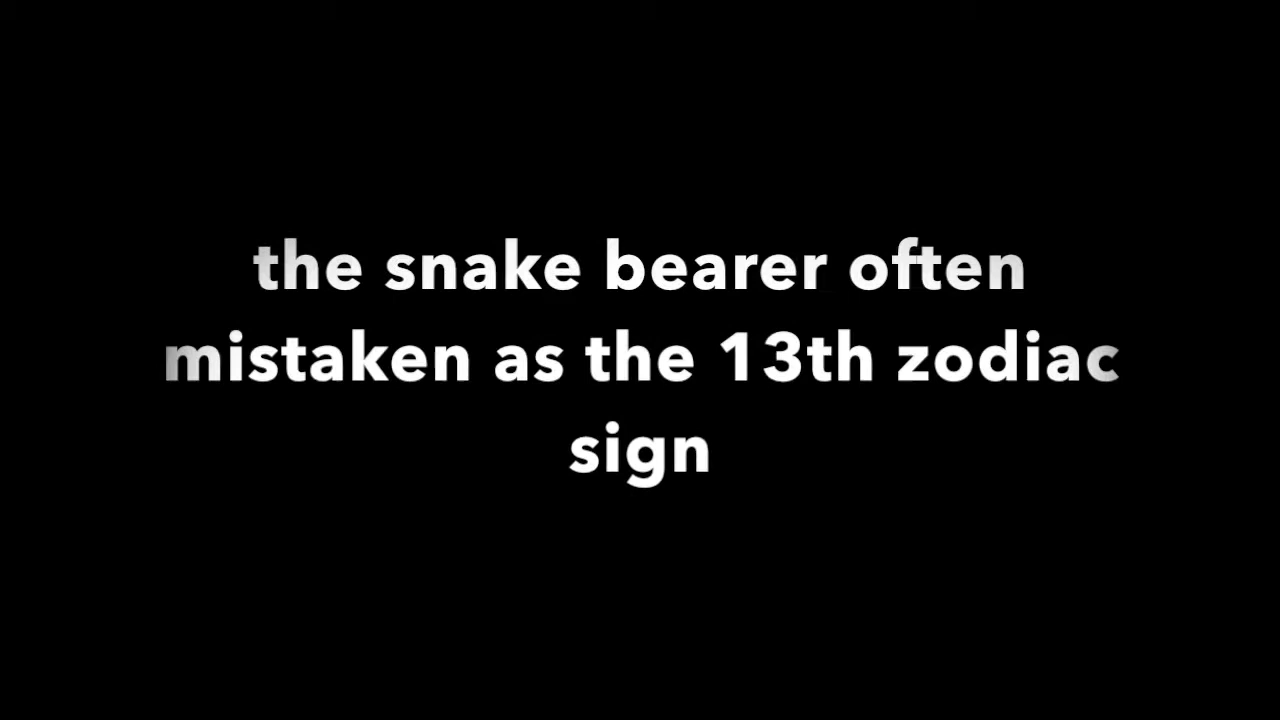 the snake bearer often
mistaken as the 13th zodiac
sign